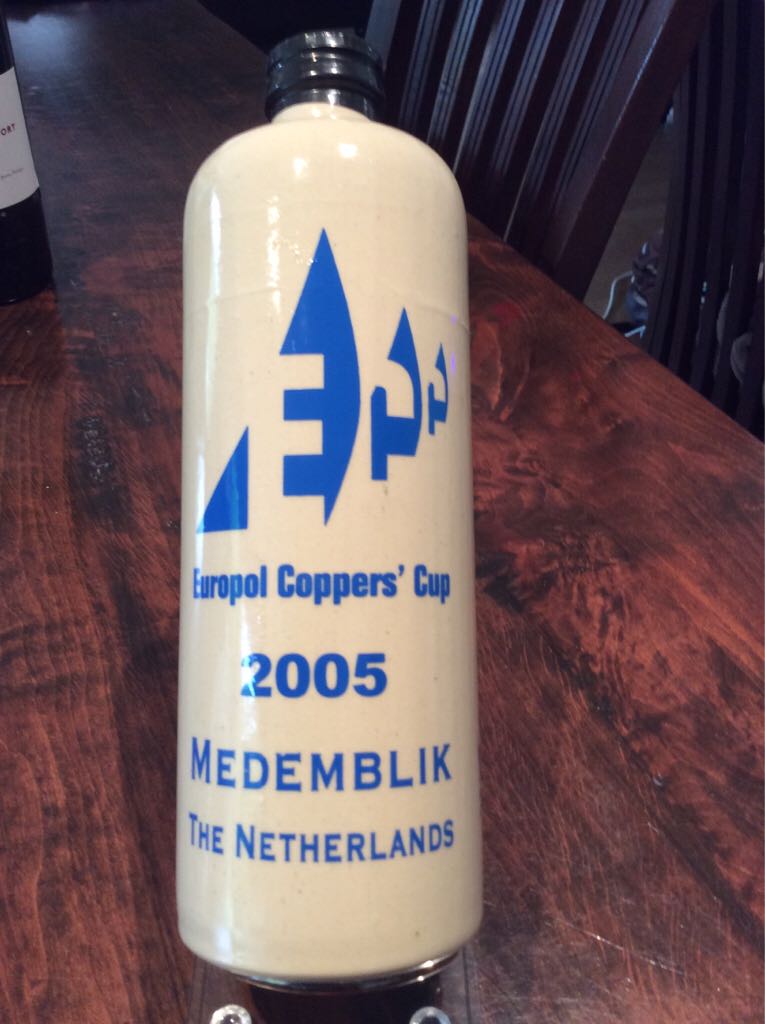 Europol Coppers' Cup
2005
MEDEMBLIK
THE NETHERLANDS